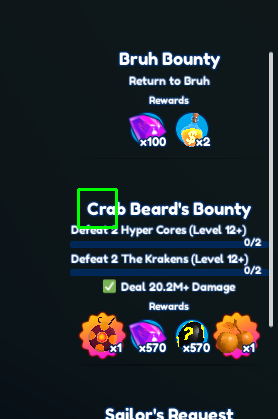 Bruh Bounty
Return to Bruh
Rewards
x100
x2
Crab Beard's Bounty
Defeat 2 Hyper Cores (Level 12+)
0/2
Defeat 2 The Krakens (Level 12+)
0/2
✅ Deal 20.2M+ Damage
Rewards
x1
x570
?
x570
x1
Sailor's Request